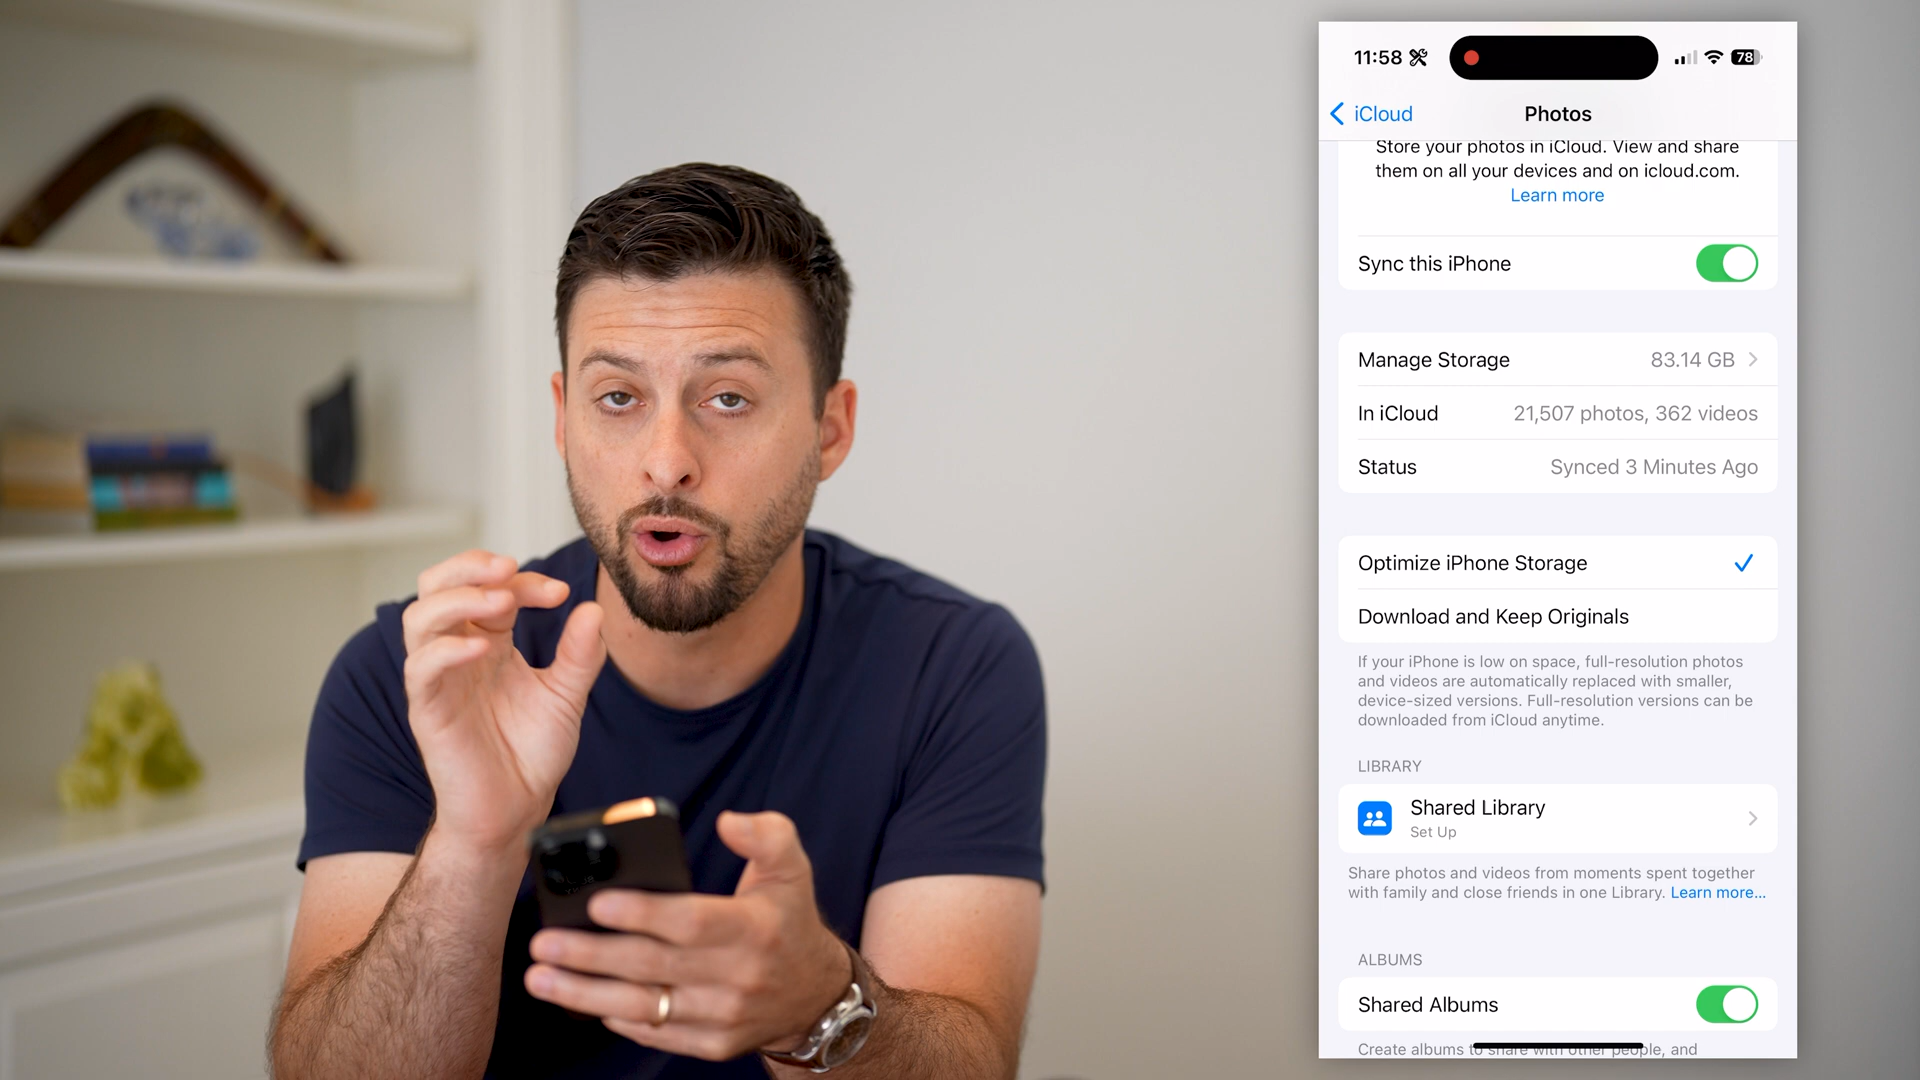 11:58
78
iCloud
Photos
Store your photos in iCloud. View and share
them on all your devices and on icloud.com.
Learn more
Sync this iPhone
Manage Storage 83.14 GB
In iCloud 21,507 photos, 362 videos
Status Synced 3 Minutes Ago
Optimize iPhone Storage
Download and Keep Originals
If your iPhone is low on space, full-resolution photos
and videos are automatically replaced with smaller,
device-sized versions. Full-resolution versions can be
downloaded from iCloud anytime.
LIBRARY
Shared Library
Set Up
Share photos and videos from moments spent together
with family and close friends in one Library. Learn more...
ALBUMS
Shared Albums
Create albums to share with other people, and